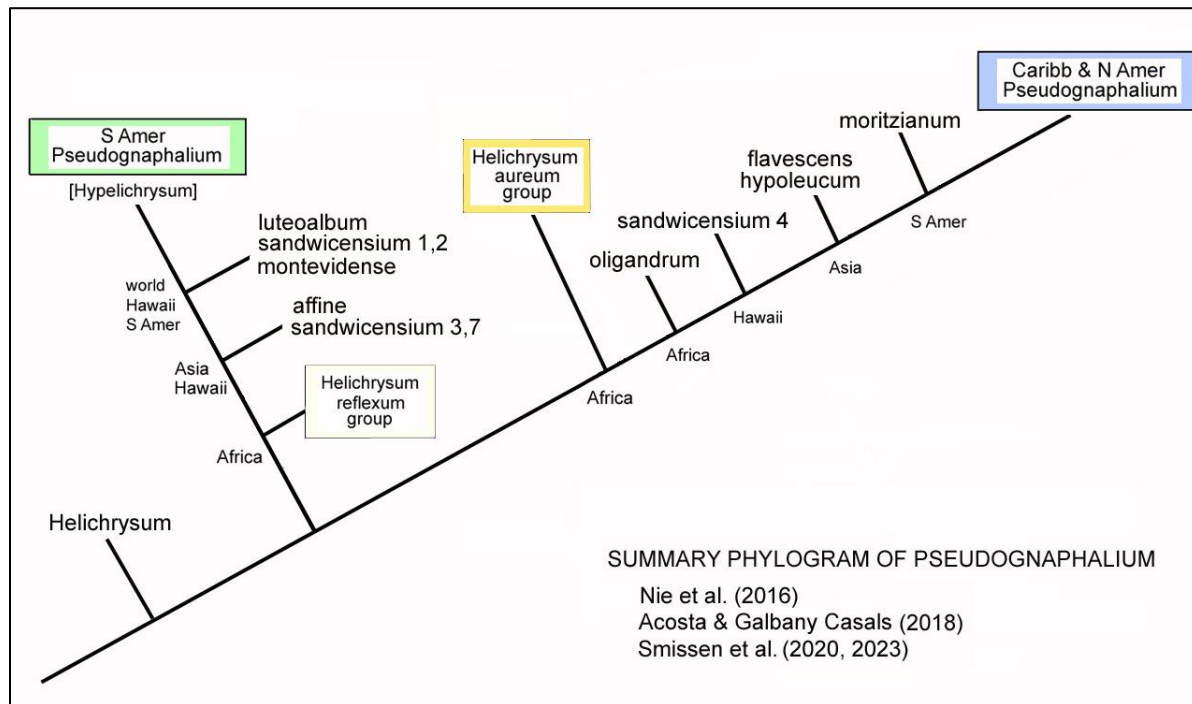 Caribb & N Amer
Pseudognaphalium
moritzianum
S Amer
Pseudognaphalium
[Hypelichrysum]
Helichrysum
aureum
group
flavescens
hypoleucum
luteoalbum
sandwicensium 1,2
montevidense
sandwicensium 4
oligandrum
S Amer
Asia
world
Hawaii
S Amer
affine
sandwicensium 3,7
Hawaii
Africa
Asia
Hawaii
Helichrysum
reflexum
group
Africa
Africa
Helichrysum
SUMMARY PHYLOGRAM OF PSEUDOGNAPHALIUM
Nie et al. (2016)
Acosta & Galbany Casals (2018)
Smissen et al. (2020, 2023)